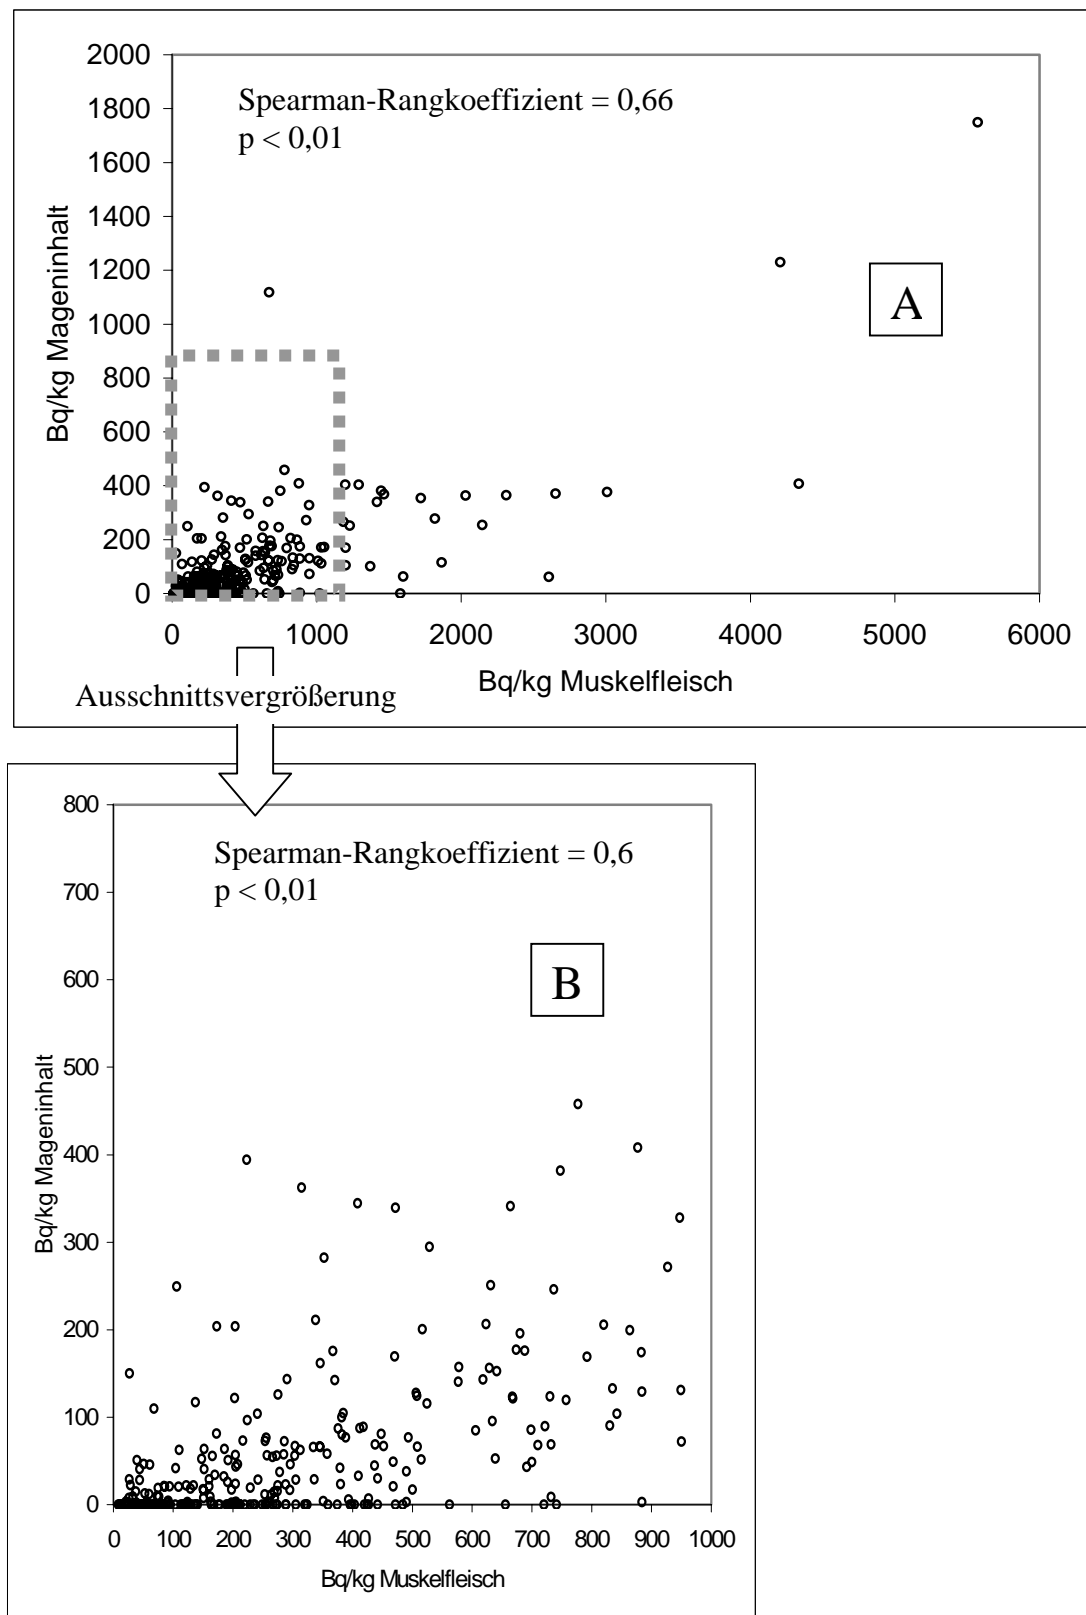 2000
1800
1600
1400
1200
1000
800
600
400
200
0
Bq/kg Mageninhalt
Spearman-Rangkoeffizient = 0,66
p < 0,01
A
0 1000 2000 3000 4000 5000 6000
Bq/kg Muskelfleisch
Ausschnittsvergrößerung
800
700
600
500
400
300
200
100
0
Bq/kg Mageninhalt
Spearman-Rangkoeffizient = 0,6
p < 0,01
B
0 100 200 300 400 500 600 700 800 900 1000
Bq/kg Muskelfleisch